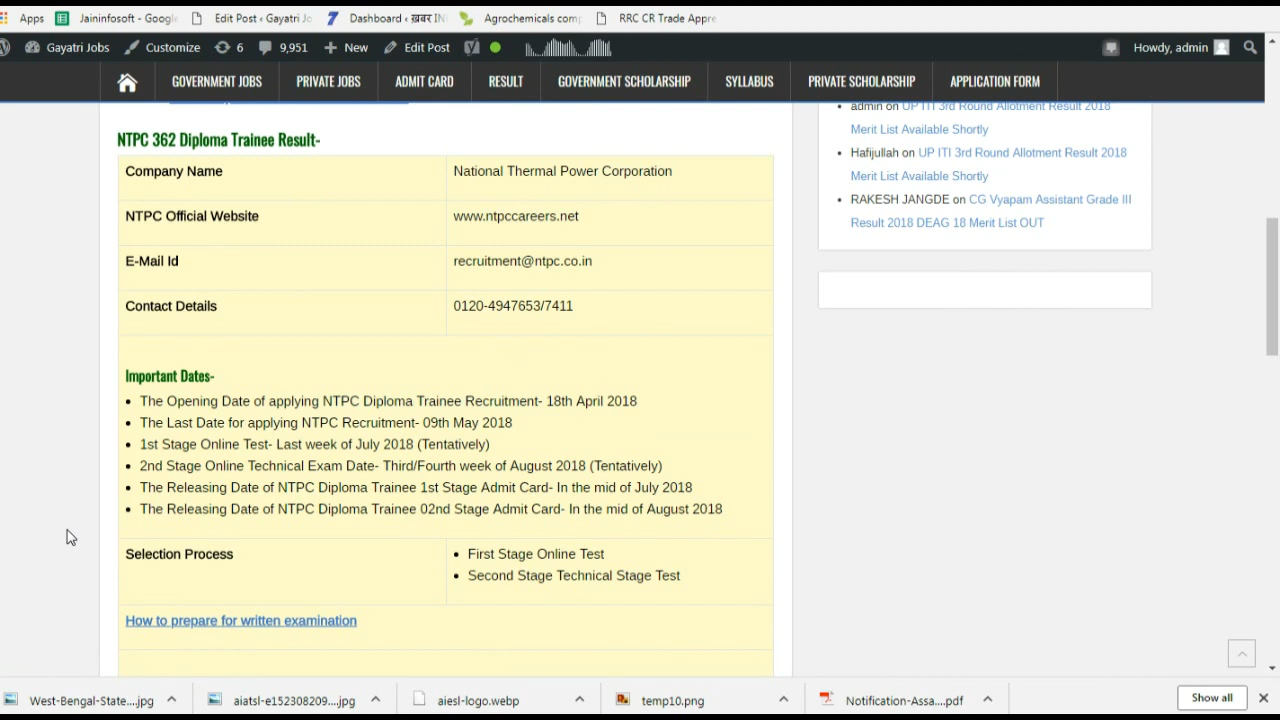 Apps Jaininfosoft - Google Edit Post ‹ Gayatri Jo Dashboard ‹ ख़बर IN Agrochemicals comp RRC CR Trade Appre
Gayatri Jobs Customize 6 9,951 New Edit Post Howdy, admin
GOVERNMENT JOBS PRIVATE JOBS ADMIT CARD RESULT GOVERNMENT SCHOLARSHIP SYLLABUS PRIVATE SCHOLARSHIP APPLICATION FORM
NTPC 362 Diploma Trainee Result-
Company Name National Thermal Power Corporation
NTPC Official Website www.ntpccareers.net
E-Mail Id recruitment@ntpc.co.in
Contact Details 0120-4947653/7411
Important Dates-
The Opening Date of applying NTPC Diploma Trainee Recruitment- 18th April 2018
The Last Date for applying NTPC Recruitment- 09th May 2018
1st Stage Online Test- Last week of July 2018 (Tentatively)
2nd Stage Online Technical Exam Date- Third/Fourth week of August 2018 (Tentatively)
The Releasing Date of NTPC Diploma Trainee 1st Stage Admit Card- In the mid of July 2018
The Releasing Date of NTPC Diploma Trainee 02nd Stage Admit Card- In the mid of August 2018
Selection Process
First Stage Online Test
Second Stage Technical Stage Test
How to prepare for written examination
admin on UP ITI 3rd Round Allotment Result 2018
Merit List Available Shortly
Hafijullah on UP ITI 3rd Round Allotment Result 2018
Merit List Available Shortly
RAKESH JANGDE on CG Vyapam Assistant Grade III
Result 2018 DEAG 18 Merit List OUT
West-Bengal-State....jpg aiatsl-e152308209....jpg aiesl-logo.webp temp10.png Notification-Assa....pdf Show all